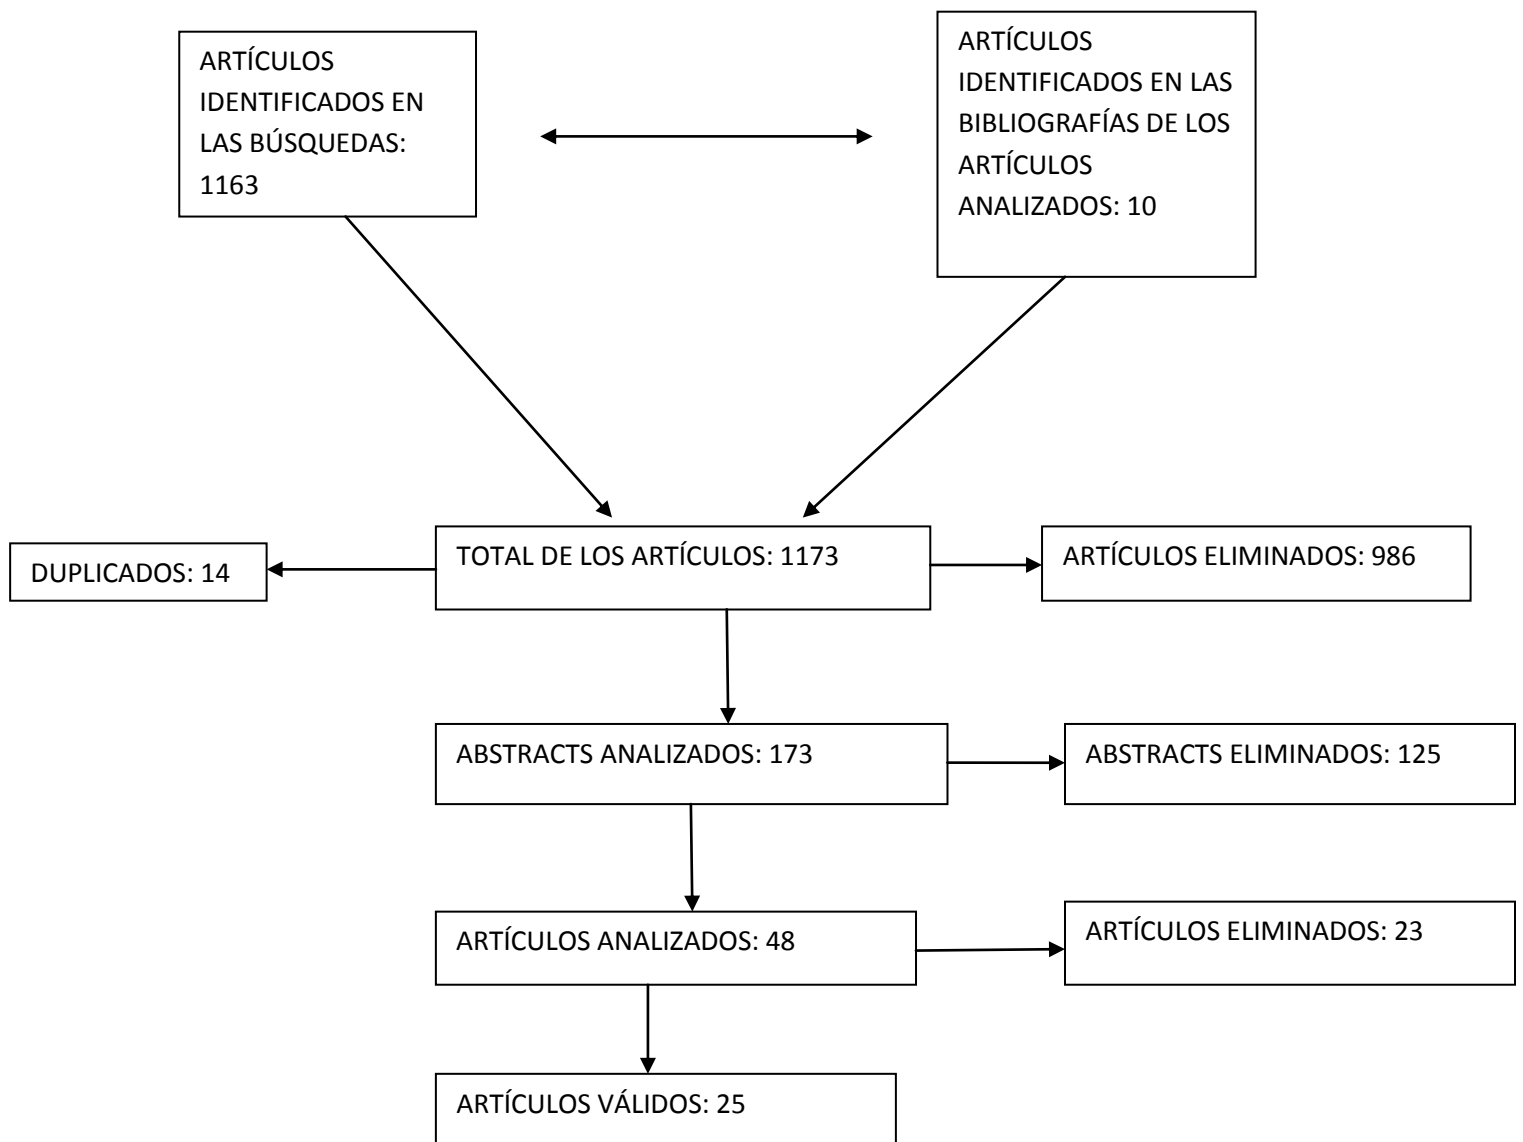 ARTÍCULOS
IDENTIFICADOS EN
LAS BÚSQUEDAS:
1163
ARTÍCULOS
IDENTIFICADOS EN LAS
BIBLIOGRAFÍAS DE LOS
ARTÍCULOS
ANALIZADOS: 10
DUPLICADOS: 14
TOTAL DE LOS ARTÍCULOS: 1173
ARTÍCULOS ELIMINADOS: 986
ABSTRACTS ANALIZADOS: 173
ABSTRACTS ELIMINADOS: 125
ARTÍCULOS ANALIZADOS: 48
ARTÍCULOS ELIMINADOS: 23
ARTÍCULOS VÁLIDOS: 25